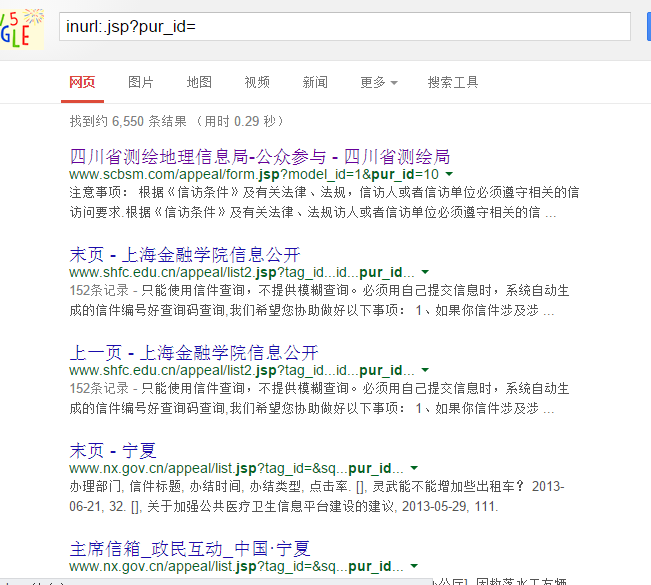 inurl:.jsp?pur_id=
网页 图片 地图 视频 新闻 更多 搜索工具
找到约 6,550 条结果 （用时 0.29 秒）
四川省测绘地理信息局-公众参与 - 四川省测绘局
www.scbsm.com/appeal/form.jsp?model_id=1&pur_id=10
注意事项： 根据《信访条件》及有关法律、法规，信访人或者信访单位必须遵守相关的信
访问要求.根据《信访条件》及有关法律、法规访人或者信访单位必须遵守相关的信 ...
末页 - 上海金融学院信息公开
www.shfc.edu.cn/appeal/list2.jsp?tag_id...id...pur_id...
152条记录 - 只能使用信件查询，不提供模糊查询。必须用自己提交信息时，系统自动生
成的信件编号好查询码查询,我们希望您协助做好以下事项： 1、如果你信件涉及涉 ...
上一页 - 上海金融学院信息公开
www.shfc.edu.cn/appeal/list2.jsp?tag_id...id...pur_id...
152条记录 - 只能使用信件查询，不提供模糊查询。必须用自己提交信息时，系统自动生
成的信件编号好查询码查询,我们希望您协助做好以下事项： 1、如果你信件涉及涉 ...
末页 - 宁夏
www.nx.gov.cn/appeal/list.jsp?tag_id=&sq...pur_id...
办理部门, 信件标题, 办结时间, 办结类型, 点击率. [], 灵武能不能增加些出租车？ 2013-
06-21, 32. [], 关于加强公共医疗卫生信息平台建设的建议, 2013-05-29, 111.
主席信箱_政民互动_中国·宁夏
www.nx.gov.cn/appeal/list.jsp?tag_id=&sq...pur_id...